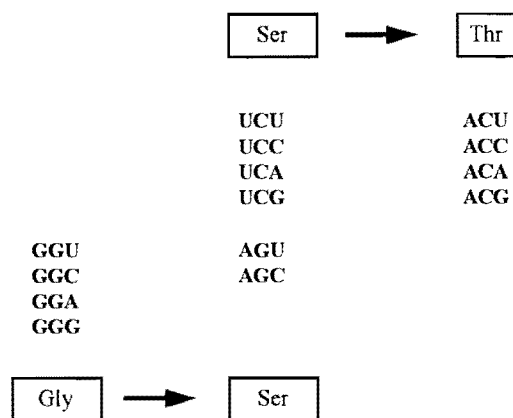 Ser Thr
UCU ACU
UCC ACC
UCA ACA
UCG ACG
GGU AGU
GGC AGC
GGA
GGG
Gly Ser